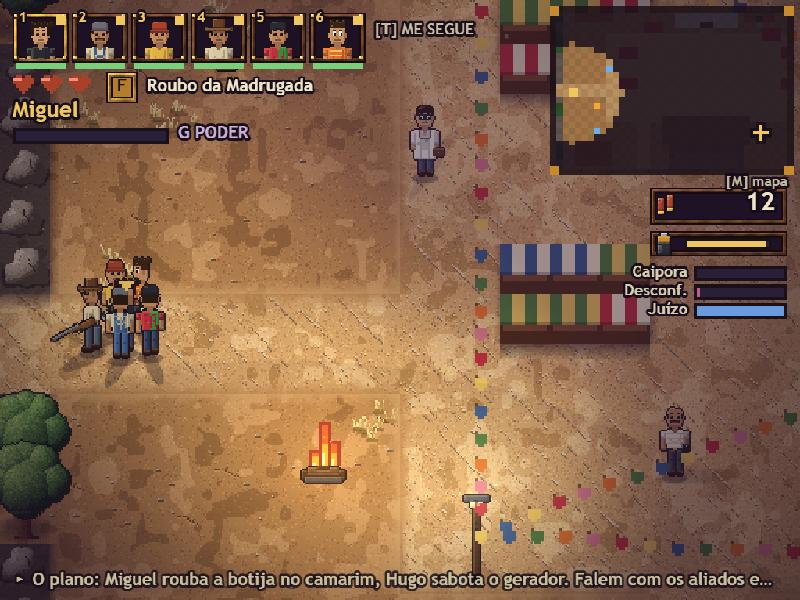 1 2 3 4 5 6
[T] ME SEGUE
F Roubo da Madrugada
Miguel
G PODER
[M] mapa
12
Caipora
Desconf.
Juízo
▸ O plano: Miguel rouba a botija no camarim, Hugo sabota o gerador. Falem com os aliados e...